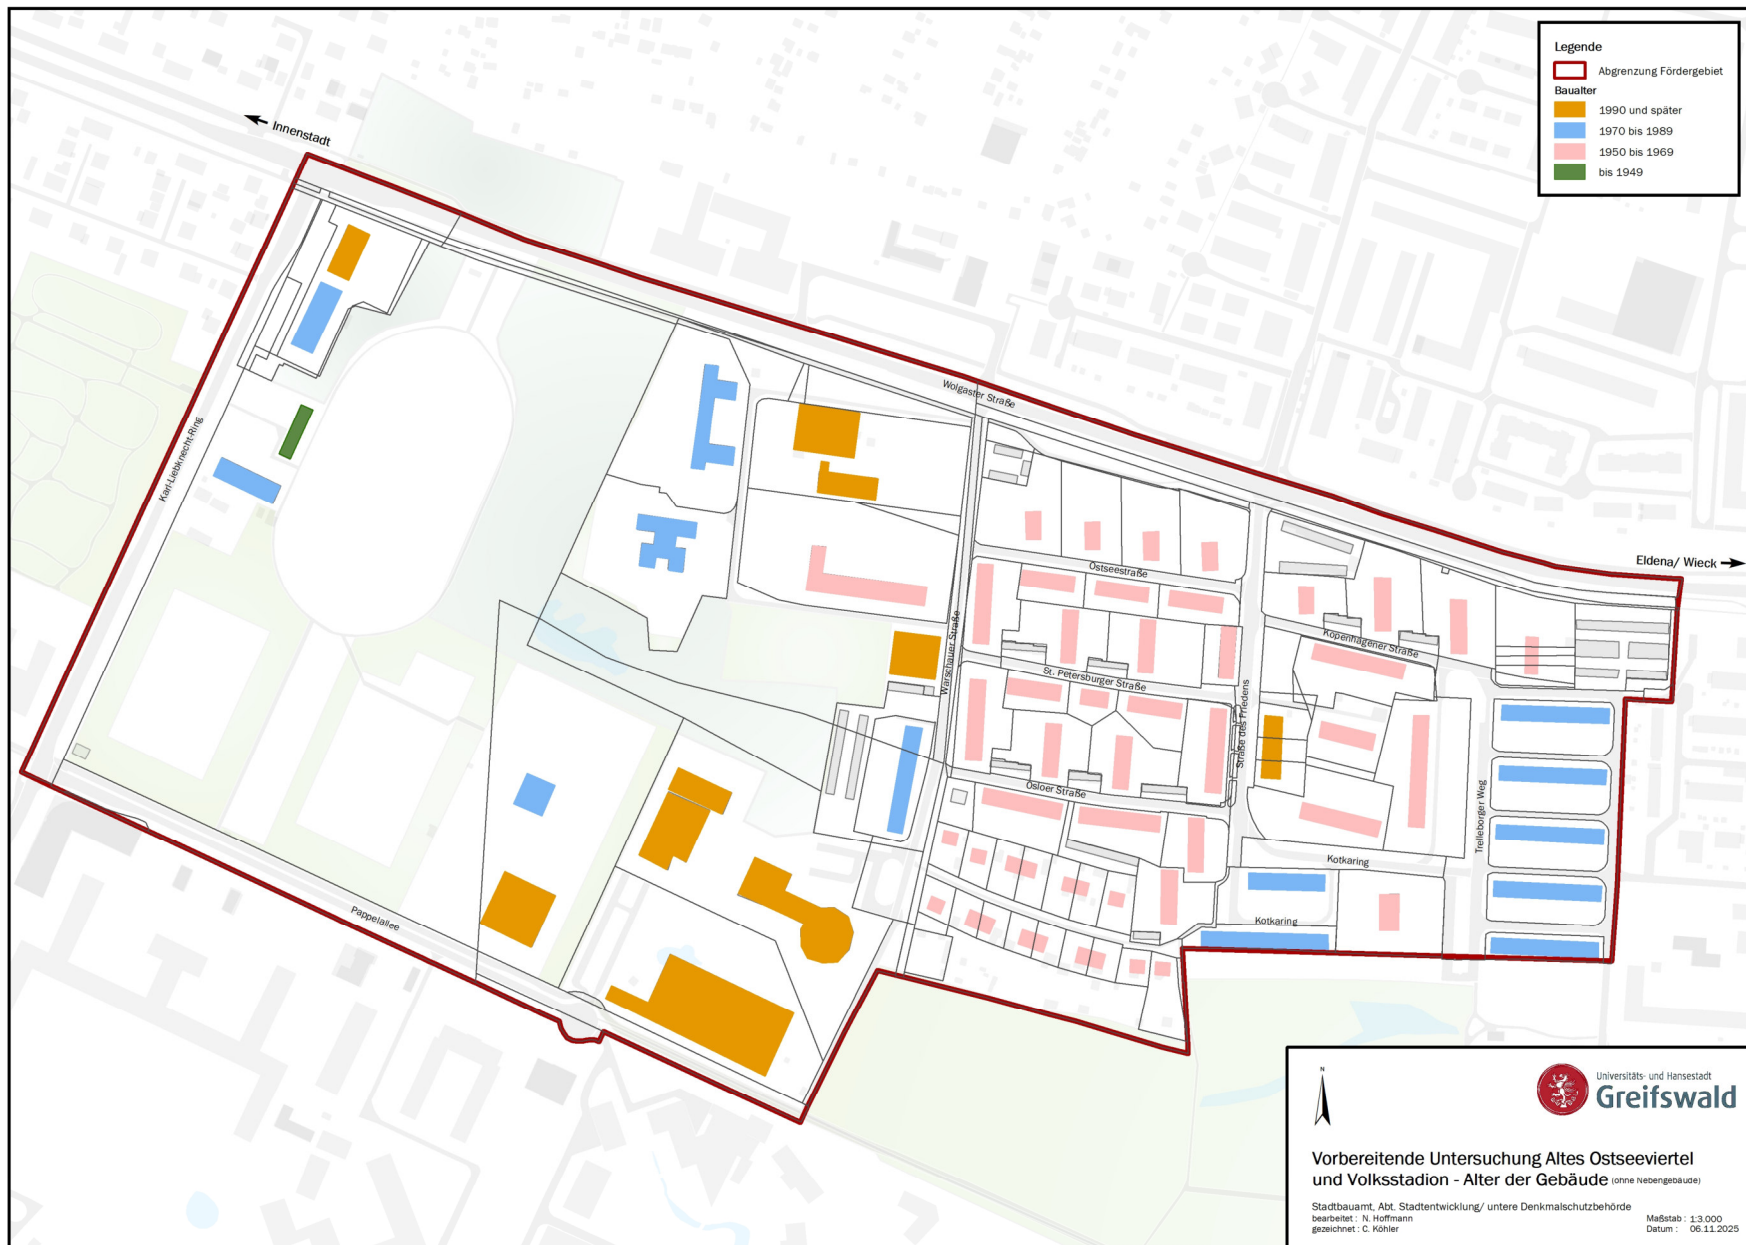 Legende
Abgrenzung Fördergebiet
Baualter
1990 und später
1970 bis 1989
1950 bis 1969
bis 1949
Innenstadt
Karl-Liebknecht-Ring
Wolgaster Straße
Eldena/ Wieck
Ostseestraße
Warschauer Straße
Kopenhagener Straße
St. Petersburger Straße
Straße des Friedens
Osloer Straße
Trelleborger Weg
Kotkaring
Kotkaring
Pappelallee
N
Universitäts- und Hansestadt
Greifswald
Vorbereitende Untersuchung Altes Ostseeviertel
und Volksstadion - Alter der Gebäude (ohne Nebengebäude)
Stadtbauamt, Abt. Stadtentwicklung/ untere Denkmalschutzbehörde
bearbeitet : N. Hoffmann
gezeichnet : C. Köhler
Maßstab : 1:3.000
Datum : 06.11.2025